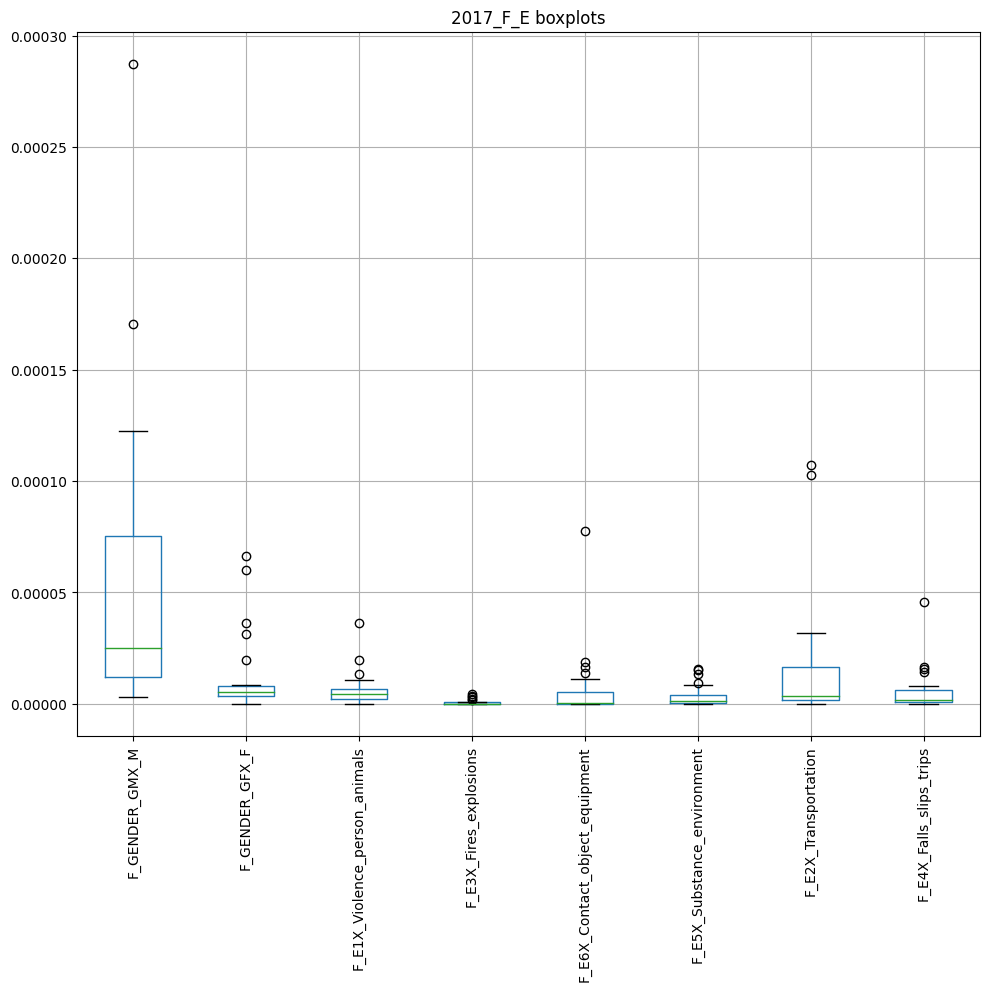 2017_F_E boxplots
0.00030
0.00025
0.00020
0.00015
0.00010
0.00005
0.00000
F_GENDER_GMX_M
F_GENDER_GFX_F
F_E1X_Violence_person_animals
F_E3X_Fires_explosions
F_E6X_Contact_object_equipment
F_E5X_Substance_environment
F_E2X_Transportation
F_E4X_Falls_slips_trips